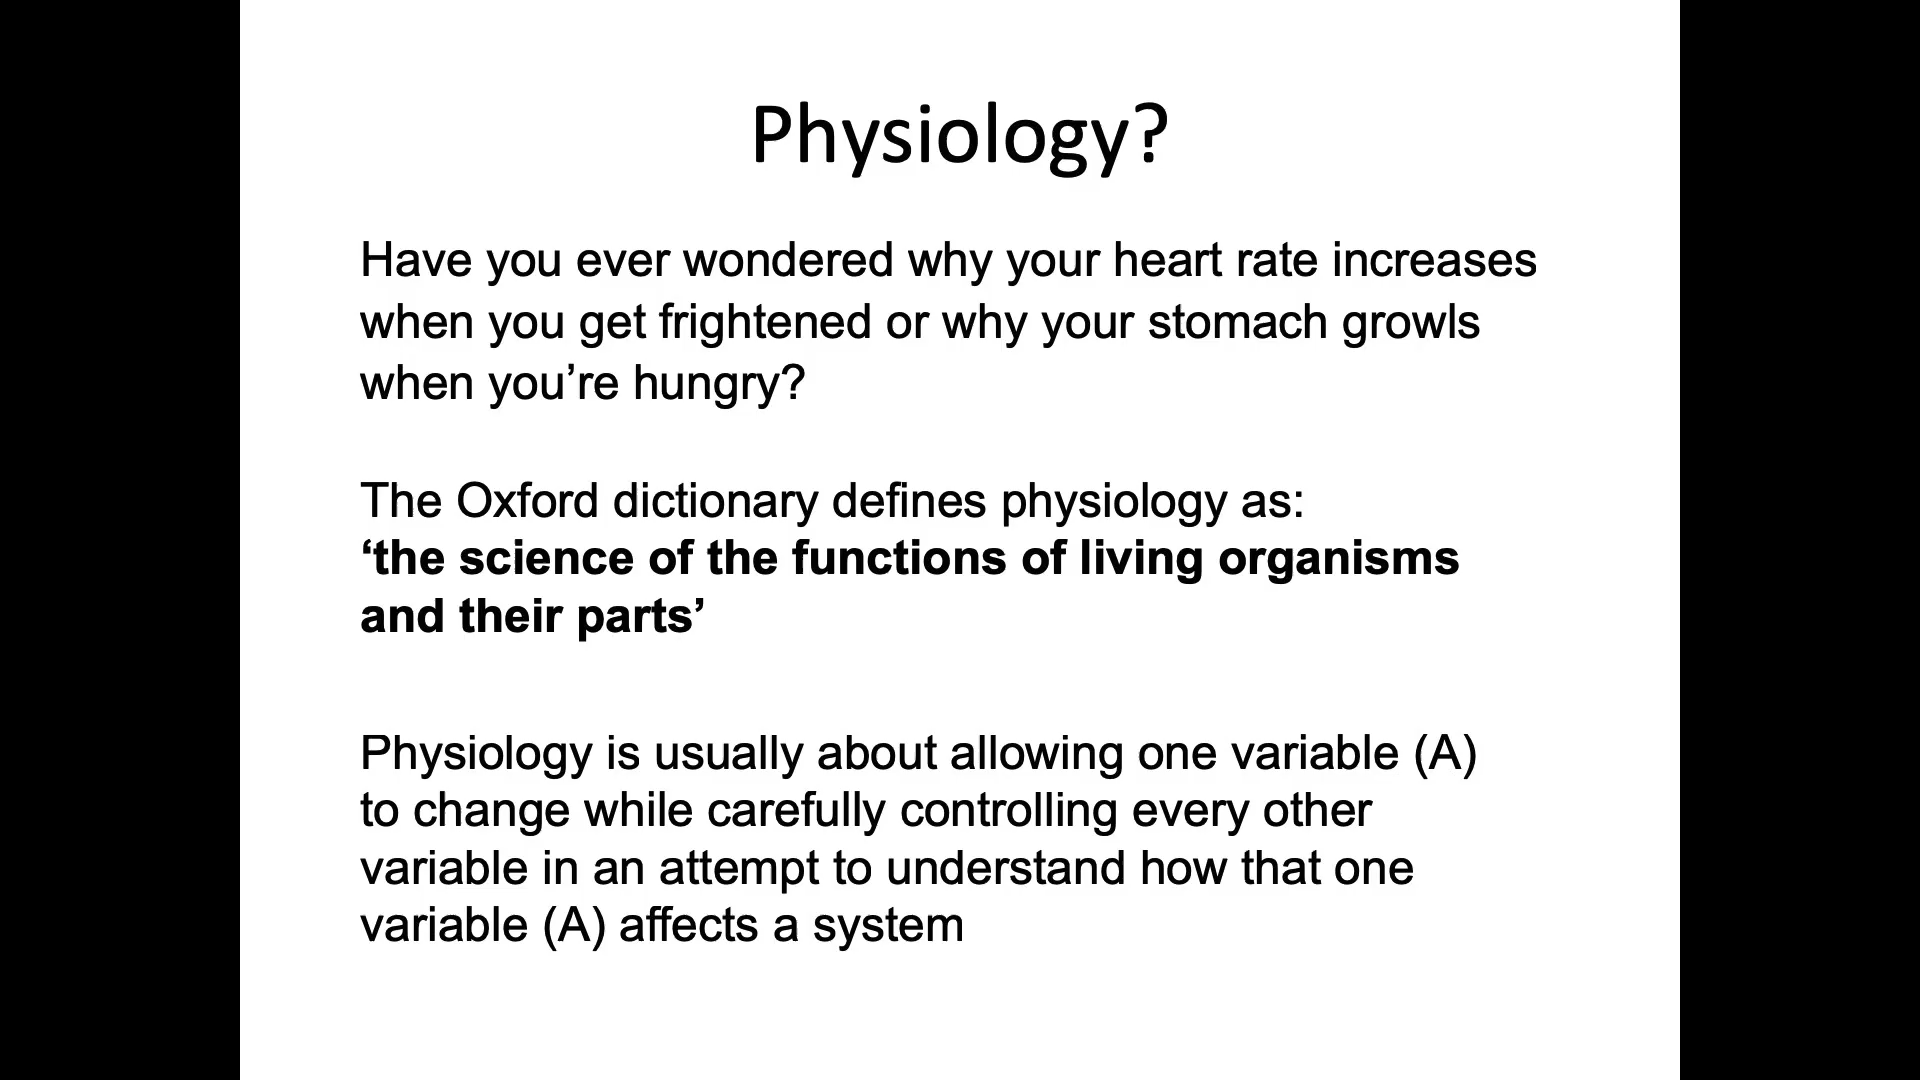 Physiology?
Have you ever wondered why your heart rate increases
when you get frightened or why your stomach growls
when you’re hungry?
The Oxford dictionary defines physiology as:
‘the science of the functions of living organisms
and their parts’
Physiology is usually about allowing one variable (A)
to change while carefully controlling every other
variable in an attempt to understand how that one
variable (A) affects a system